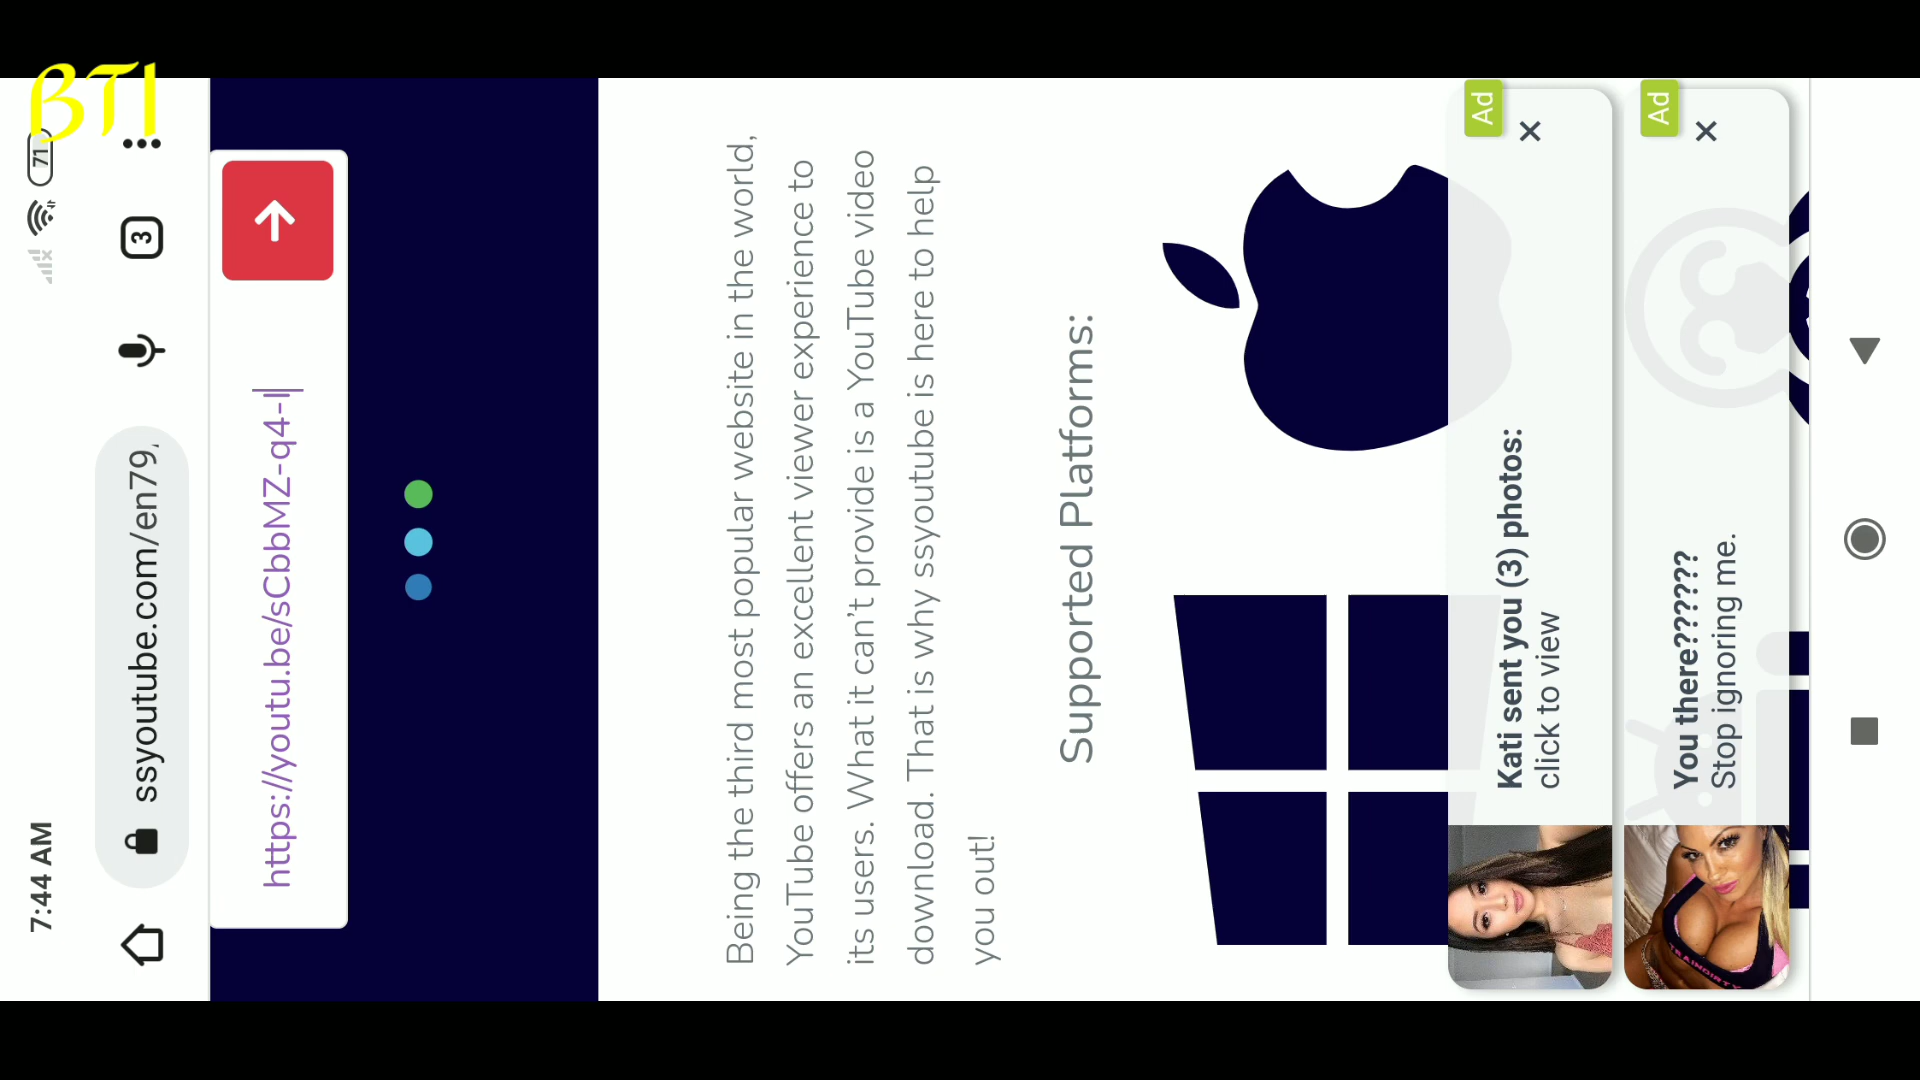 BTI
7:44 AM
71
ssyoutube.com/en79
3
https://youtu.be/sCbbMZ-q4-I
Being the third most popular website in the world,
YouTube offers an excellent viewer experience to
its users. What it can't provide is a YouTube video
download. That is why ssyoutube is here to help
you out!
Supported Platforms:
Ad
Kati sent you (3) photos:
click to view
Ad
You there???????
Stop ignoring me.